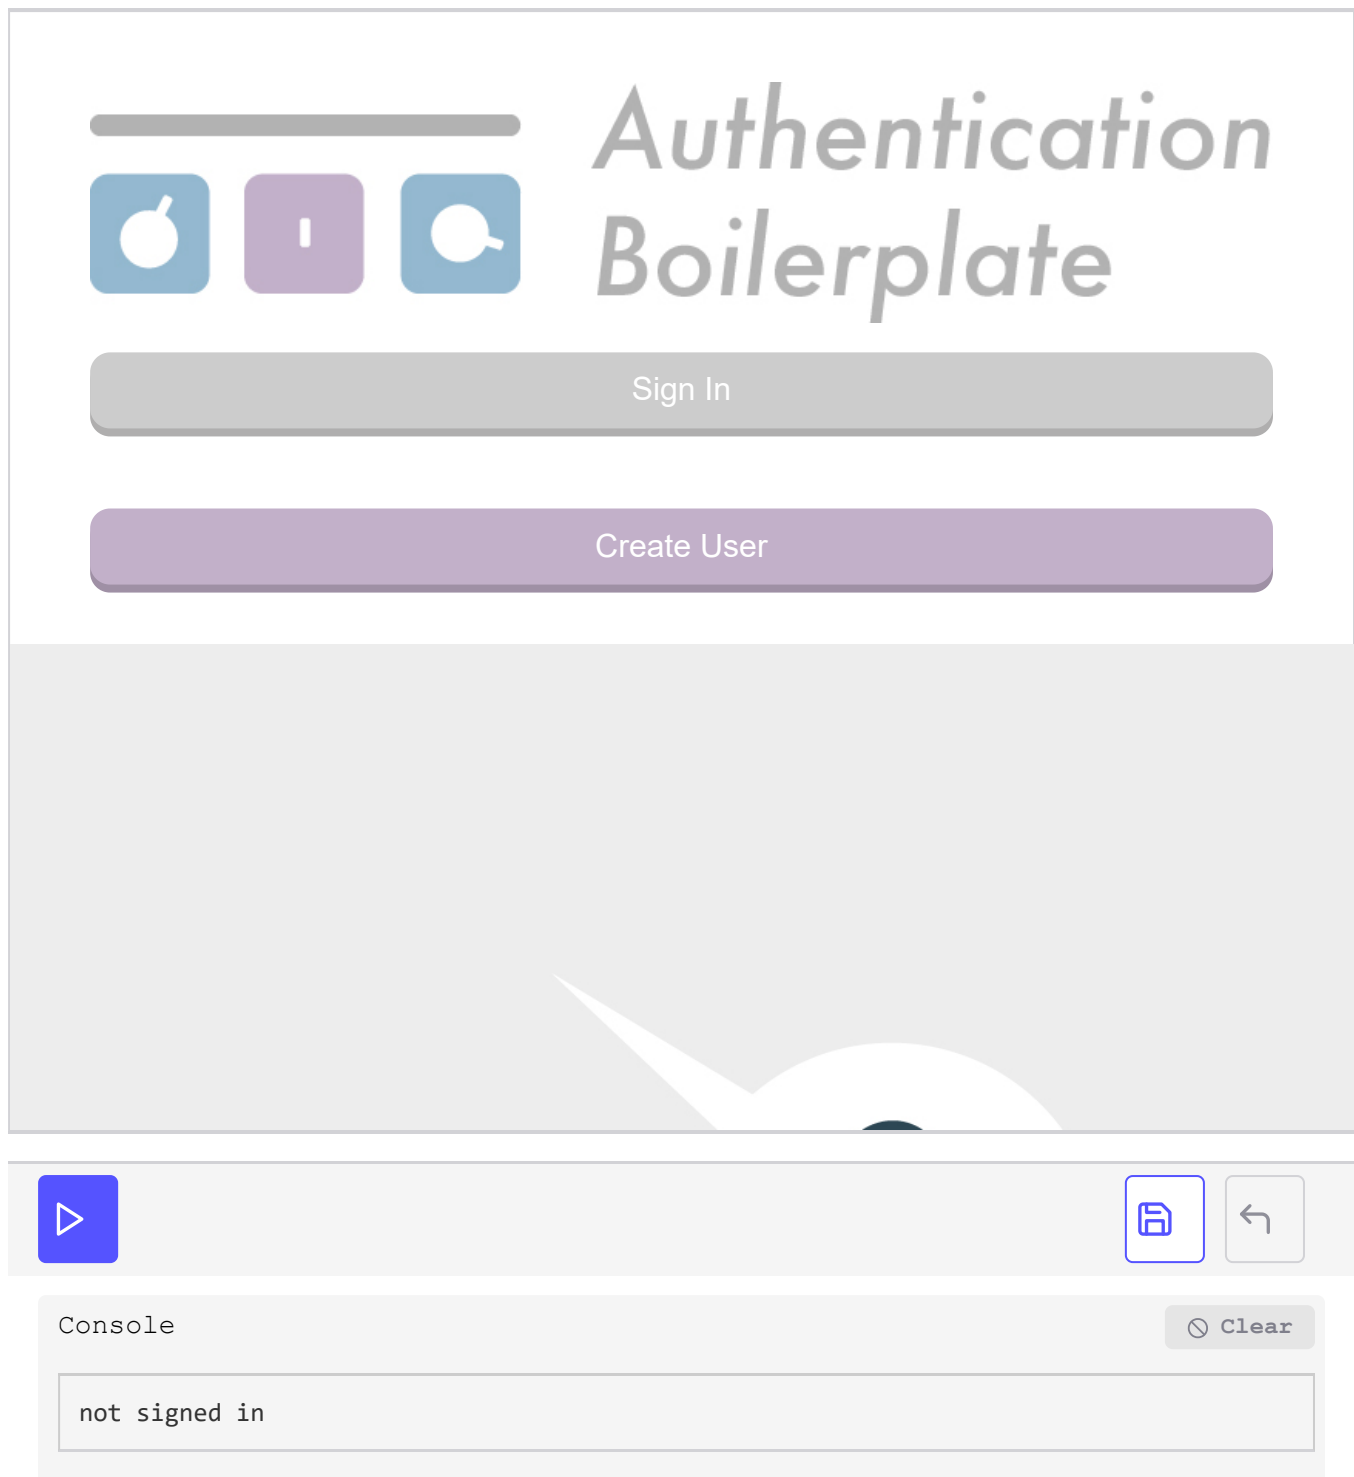 Authentication
Boilerplate
Sign In
Create User
Console
Clear
not signed in